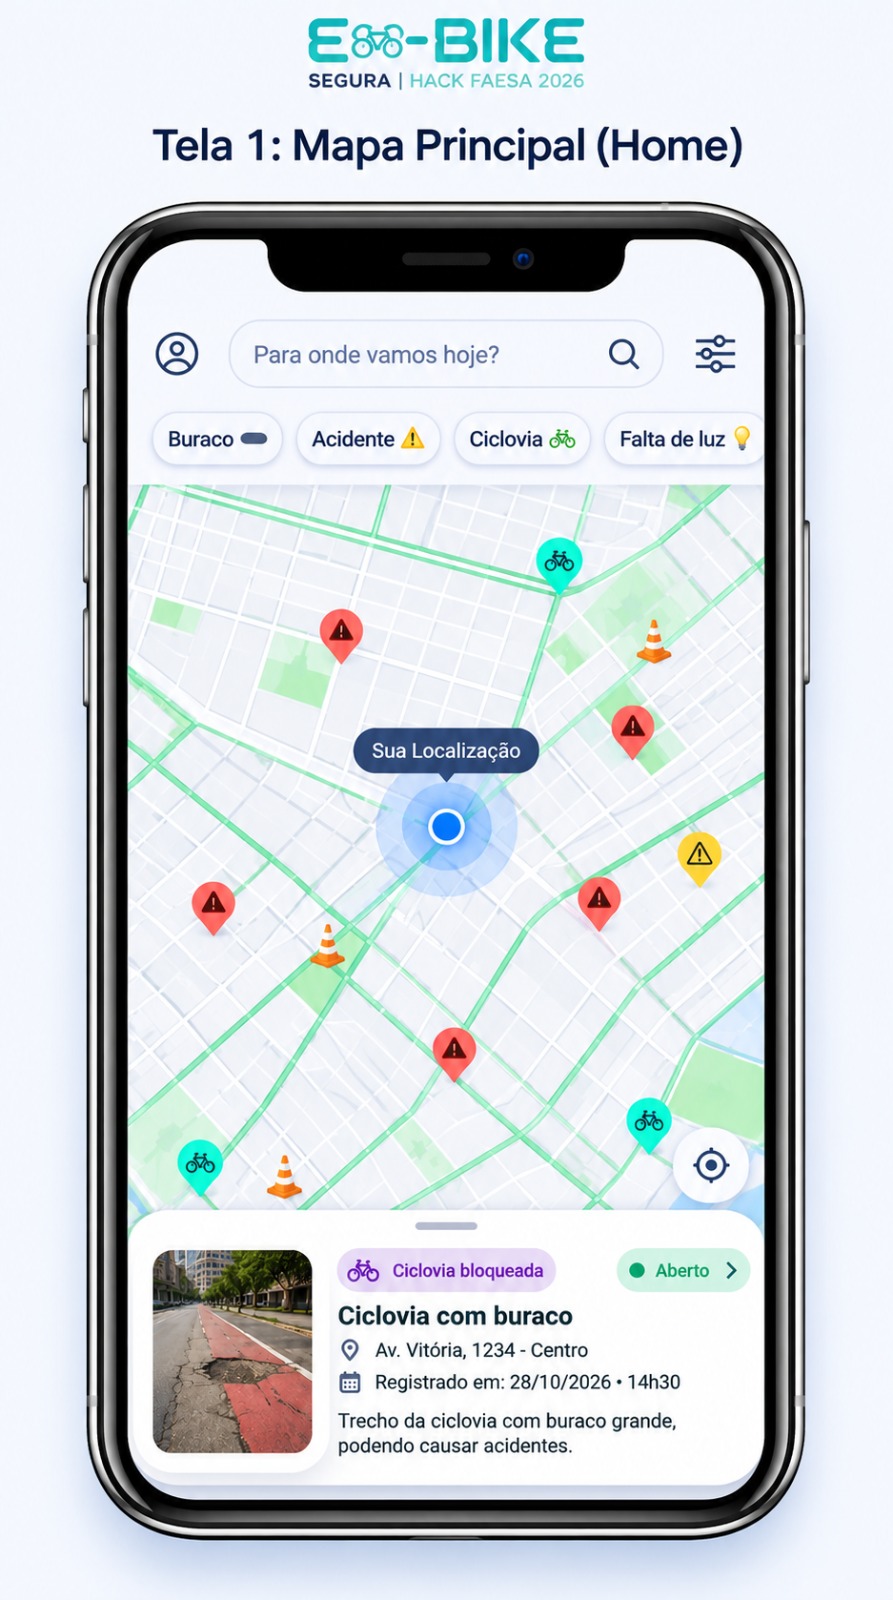 E-BIKE
SEGURA | HACK FAESA 2026
Tela 1: Mapa Principal (Home)
Para onde vamos hoje?
Buraco
Acidente
Ciclovia
Falta de luz
Sua Localização
Ciclovia bloqueada
Aberto
Ciclovia com buraco
Av. Vitória, 1234 - Centro
Registrado em: 28/10/2026 • 14h30
Trecho da ciclovia com buraco grande,
podendo causar acidentes.